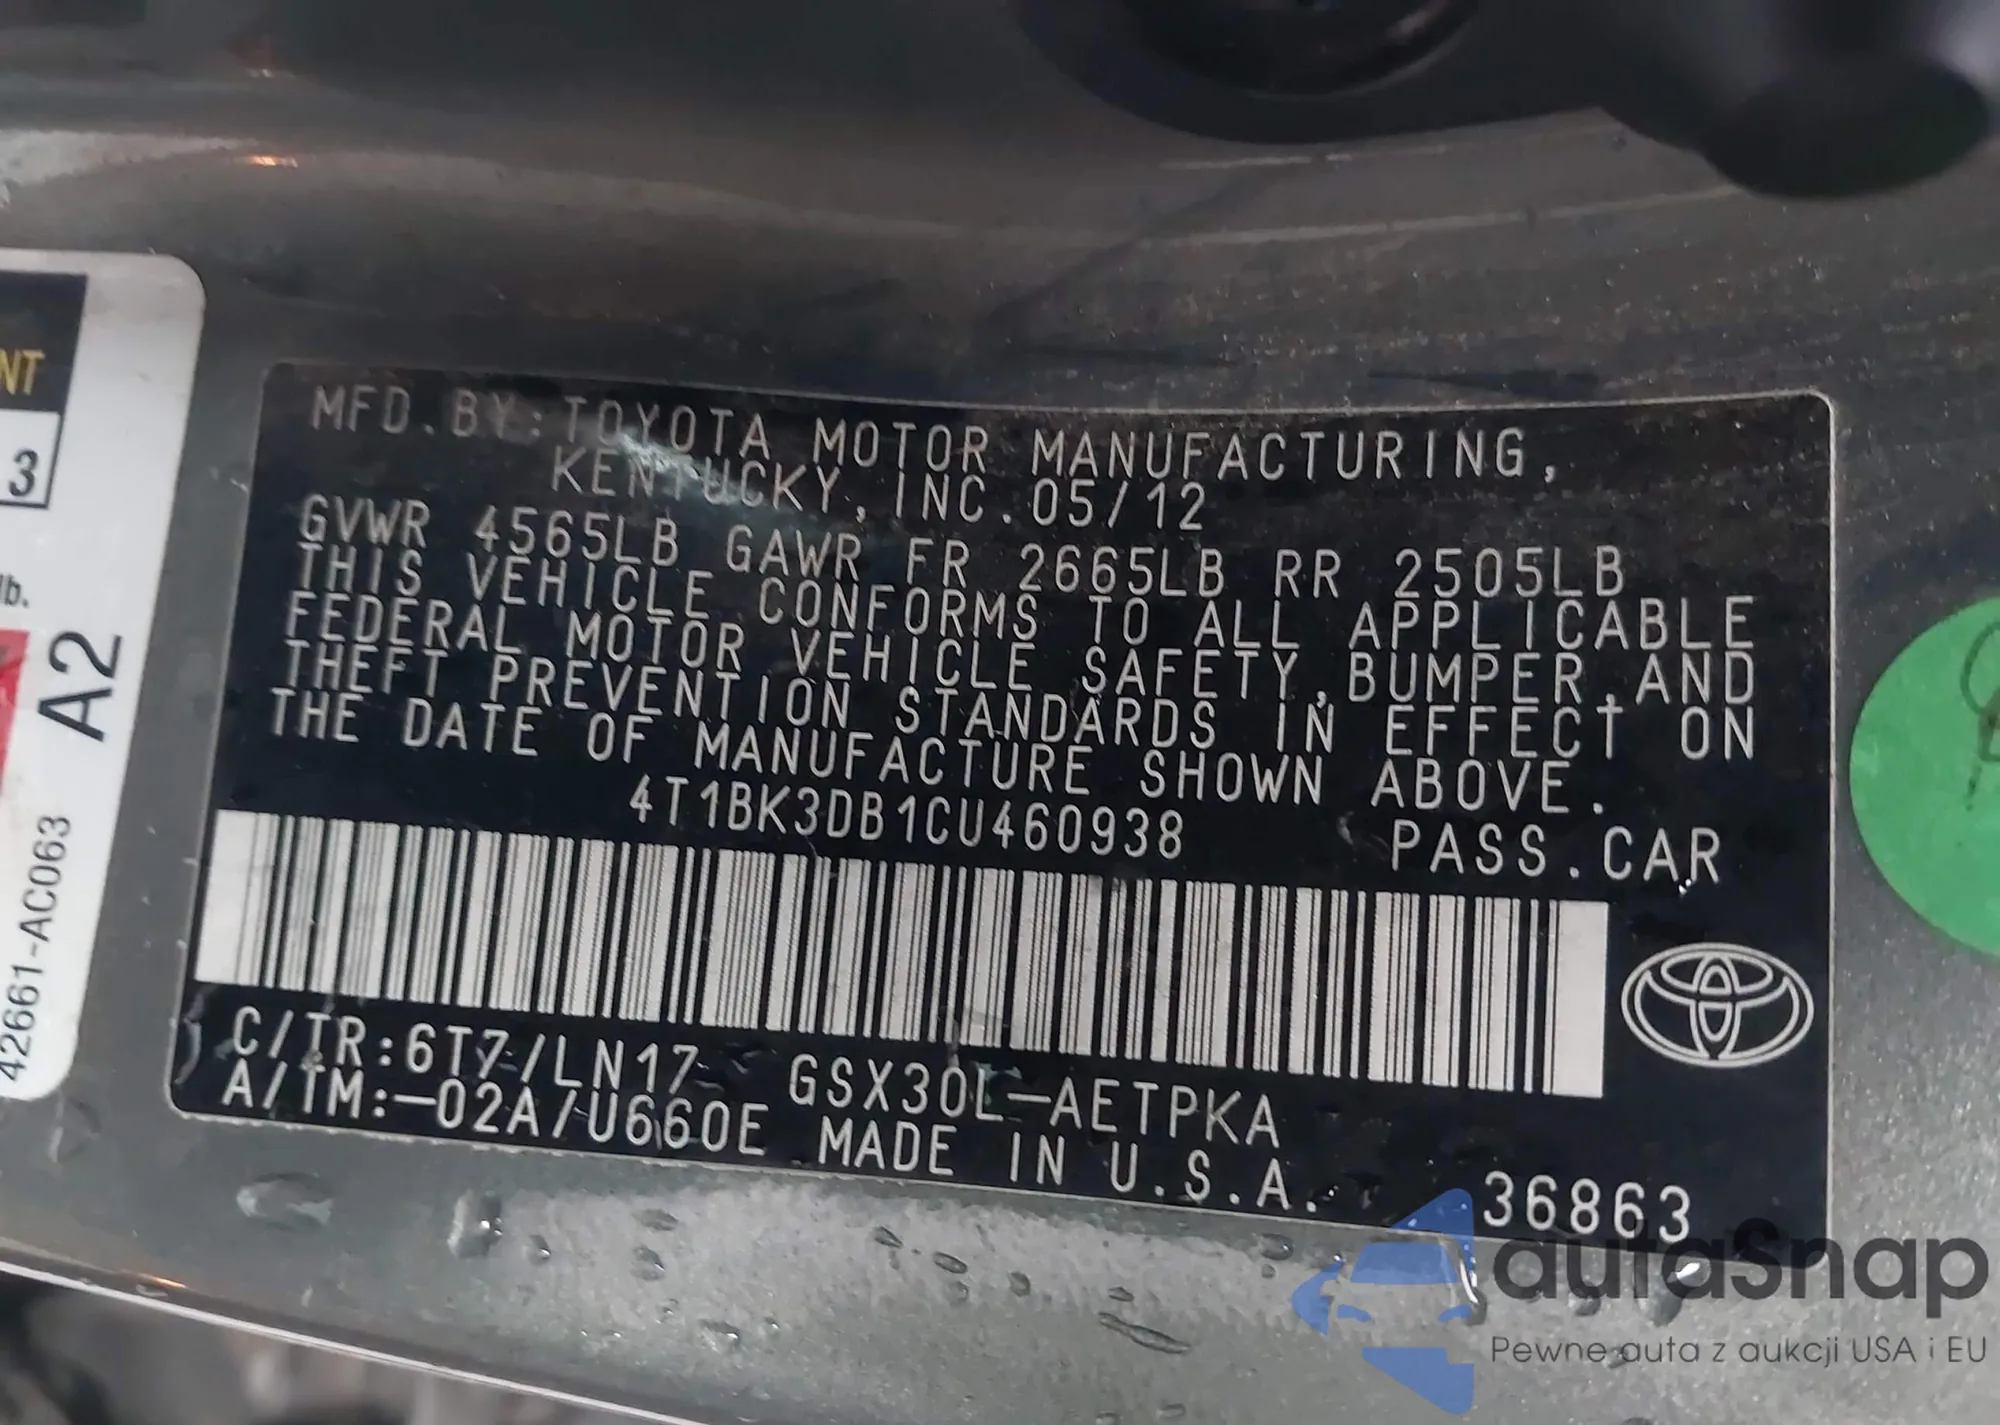 MFD.BY:TOYOTA MOTOR MANUFACTURING,
KENTUCKY, INC.05/12
GVWR 4565LB GAWR FR 2665LB RR 2505LB
THIS VEHICLE CONFORMS TO ALL APPLICABLE
FEDERAL MOTOR VEHICLE SAFETY,BUMPER,AND
THEFT PREVENTION STANDARDS IN EFFECT ON
THE DATE OF MANUFACTURE SHOWN ABOVE.
4T1BK3DB1CU460938 PASS.CAR
C/TR:6T7/LN17 GSX30L-AETPKA
A/TM:-02A/U660E MADE IN U.S.A. 36863
NT
3
lb.
A2
42661-AC063
autaSnap
Pewne auta z aukcji USA i EU